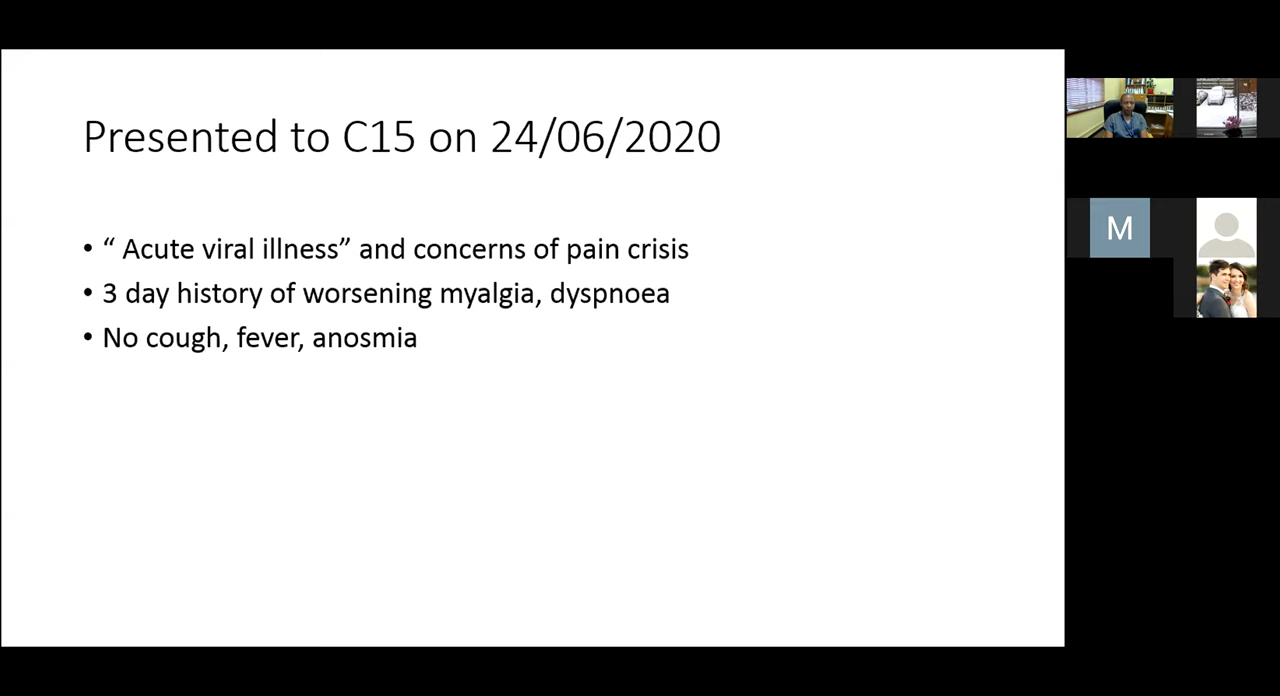 Presented to C15 on 24/06/2020
• “ Acute viral illness” and concerns of pain crisis
• 3 day history of worsening myalgia, dyspnoea
• No cough, fever, anosmia
M